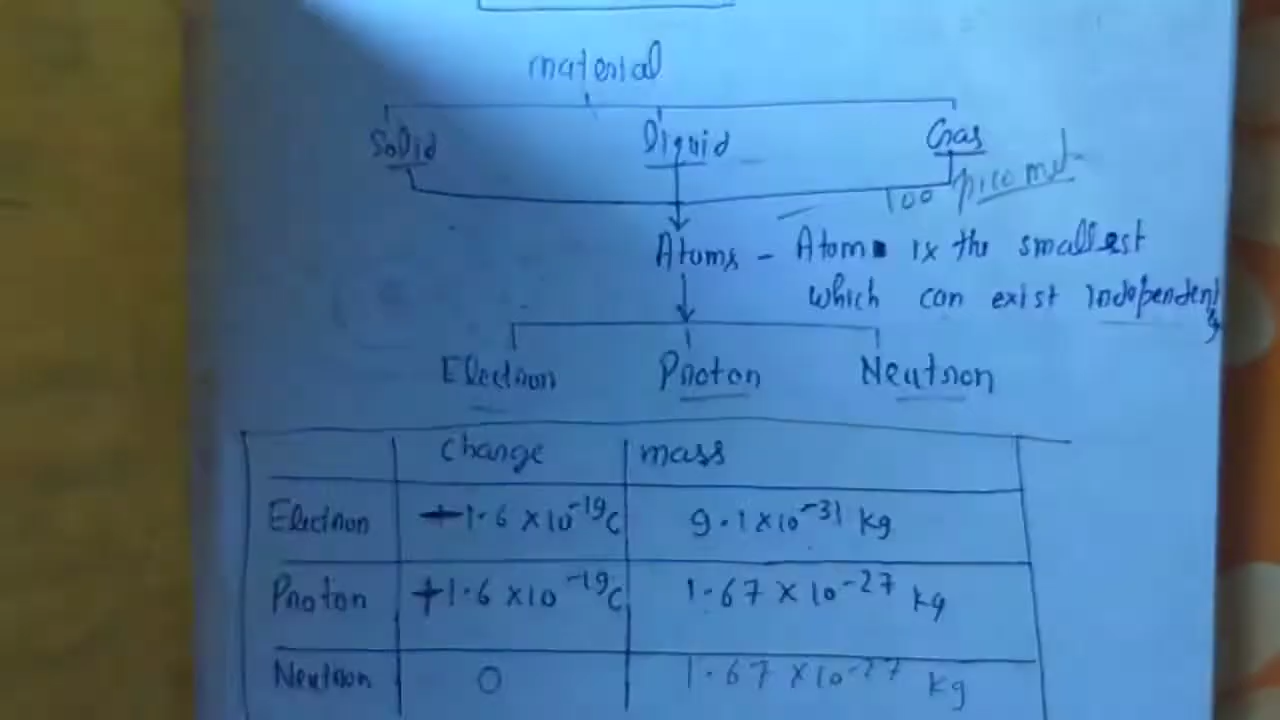 material
Solid Liquid Gas
100 picomet
Atoms - Atom is the smallest
which can exist independently
Electron Proton Neutron
Charge mass
Electron -1.6 × 10⁻¹⁹C 9.1 × 10⁻³¹ kg
Proton +1.6 × 10⁻¹⁹C 1.67 × 10⁻²⁷ kg
Neutron 0 1.67 × 10⁻²⁷ kg